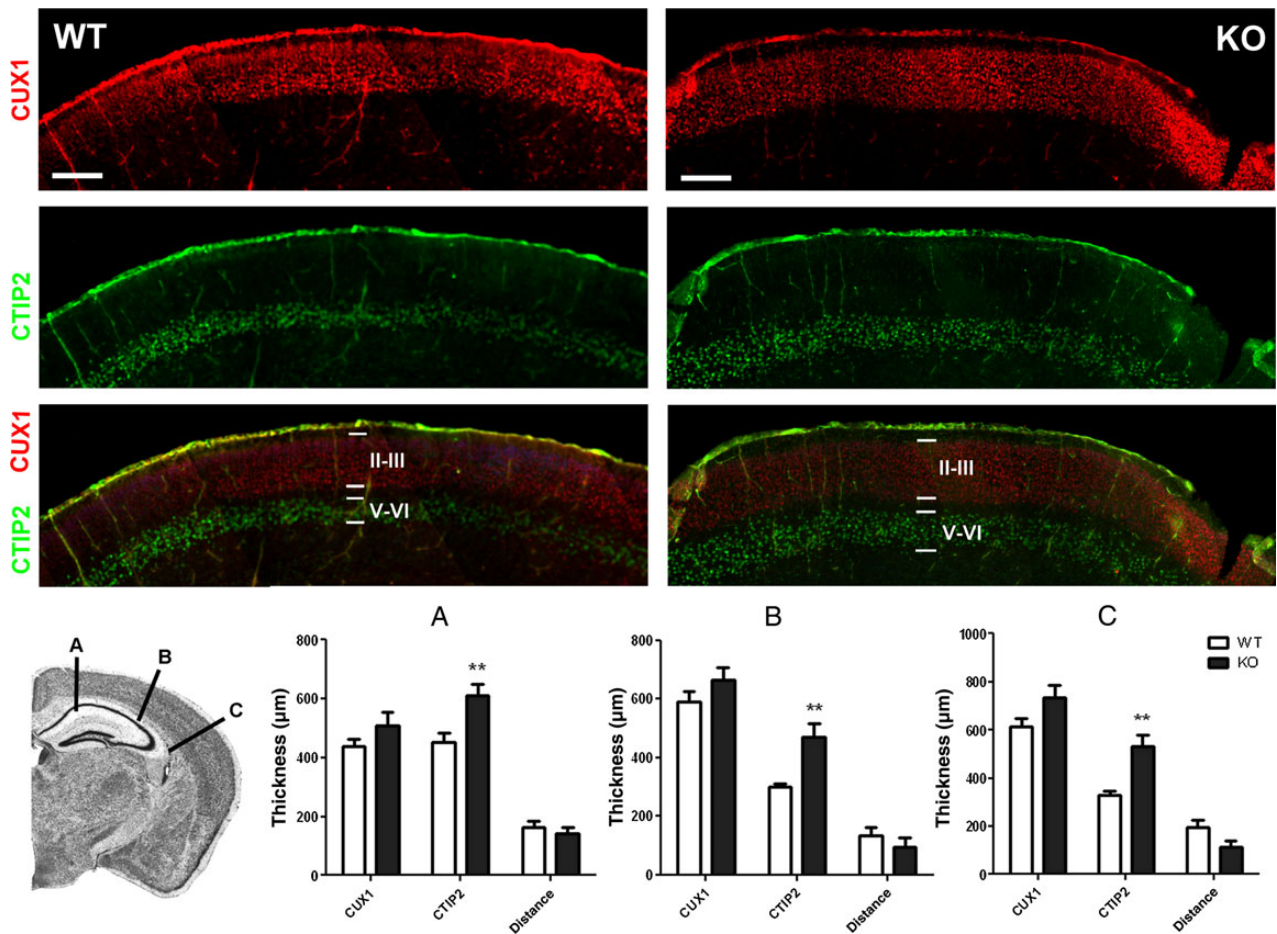 WT
KO
CUX1
CTIP2
CUX1
CTIP2
II-III
V-VI
II-III
V-VI
A
B
C
A
Thickness (µm)
800
600
400
200
0
**
CUX1
CTIP2
Distance
B
Thickness (µm)
800
600
400
200
0
**
CUX1
CTIP2
Distance
C
Thickness (µm)
1000
800
600
400
200
0
**
WT
KO
CUX1
CTIP2
Distance